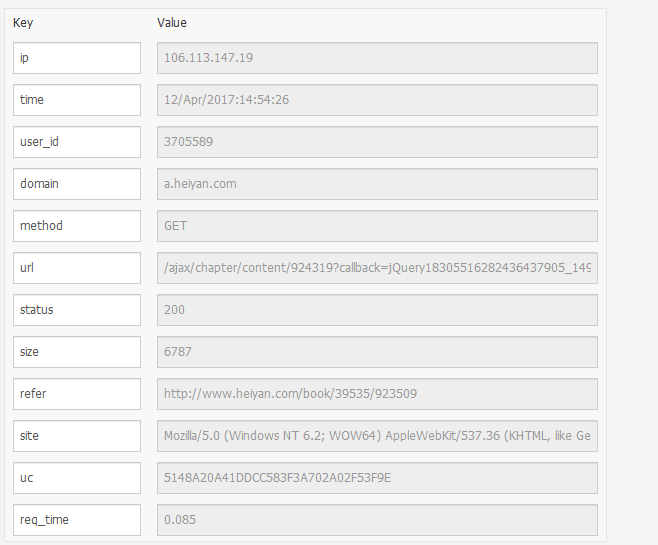 Key Value
ip 106.113.147.19
time 12/Apr/2017:14:54:26
user_id 3705589
domain a.heiyan.com
method GET
url /ajax/chapter/content/924319?callback=jQuery18305516282436437905_149
status 200
size 6787
refer http://www.heiyan.com/book/39535/923509
site Mozilla/5.0 (Windows NT 6.2; WOW64) AppleWebKit/537.36 (KHTML, like Ge
uc 5148A20A41DDCC583F3A702A02F53F9E
req_time 0.085